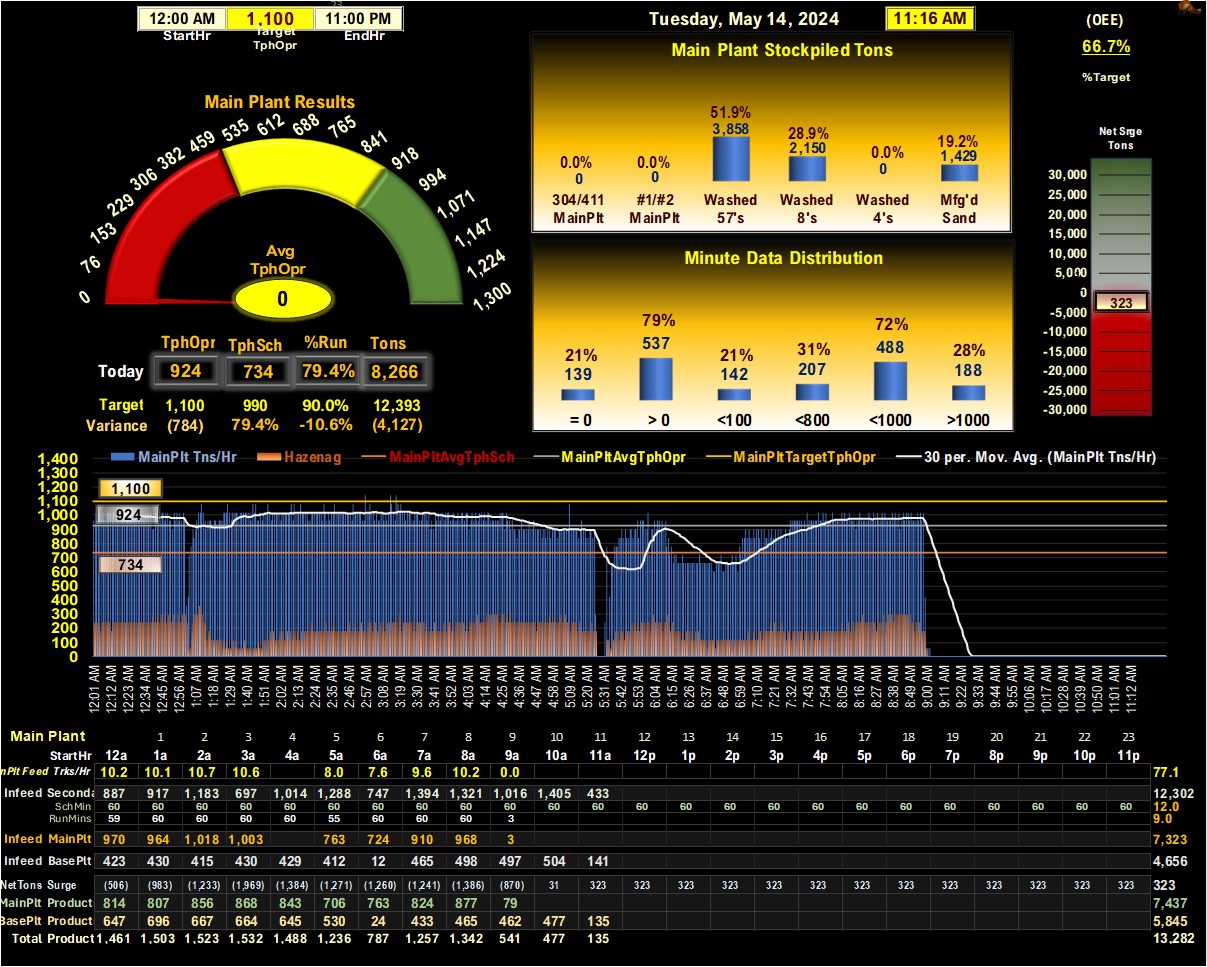 12:00 AM 1,100 11:00 PM
StartHr Target TphOpr EndHr
Tuesday, May 14, 2024 11:16 AM
(OEE)
66.7%
%Target
Main Plant Results
0 76 153 229 306 382 459 535 612 688 765 841 918 994 1,071 1,147 1,224 1,300
Avg
TphOpr
0
TphOpr TphSch %Run Tons
Today 924 734 79.4% 8,266
Target 1,100 990 90.0% 12,393
Variance (784) 79.4% -10.6% (4,127)
Main Plant Stockpiled Tons
0.0% 0.0% 51.9% 28.9% 0.0% 19.2%
0 0 3,858 2,150 0 1,429
304/411 #1/#2 Washed Washed Washed Mfg'd
MainPlt MainPlt 57's 8's 4's Sand
Minute Data Distribution
21% 79% 21% 31% 72% 28%
139 537 142 207 488 188
= 0 > 0 <100 <800 <1000 >1000
Net Srge
Tons
30,000
25,000
20,000
15,000
10,000
5,000
0
323
-5,000
-10,000
-15,000
-20,000
-25,000
-30,000
MainPlt Tns/Hr Hazenag MainPltAvgTphSch MainPltAvgTphOpr MainPltTargetTphOpr 30 per. Mov. Avg. (MainPlt Tns/Hr)
1,400
1,300
1,200
1,100
1,000
900
800
700
600
500
400
300
200
100
0
1,100
924
734
12:01 AM 12:12 AM 12:23 AM 12:34 AM 12:45 AM 12:56 AM 1:07 AM 1:18 AM 1:29 AM 1:40 AM 1:51 AM 2:02 AM 2:13 AM 2:24 AM 2:35 AM 2:46 AM 2:57 AM 3:08 AM 3:19 AM 3:30 AM 3:41 AM 3:52 AM 4:03 AM 4:14 AM 4:25 AM 4:36 AM 4:47 AM 4:58 AM 5:09 AM 5:20 AM 5:31 AM 5:42 AM 5:53 AM 6:04 AM 6:15 AM 6:26 AM 6:37 AM 6:48 AM 6:59 AM 7:10 AM 7:21 AM 7:32 AM 7:43 AM 7:54 AM 8:05 AM 8:16 AM 8:27 AM 8:38 AM 8:49 AM 9:00 AM 9:11 AM 9:22 AM 9:33 AM 9:44 AM 9:55 AM 10:06 AM 10:17 AM 10:28 AM 10:39 AM 10:50 AM 11:01 AM 11:12 AM
Main Plant 1 2 3 4 5 6 7 8 9 10 11 12 13 14 15 16 17 18 19 20 21 22 23
StartHr 12a 1a 2a 3a 4a 5a 6a 7a 8a 9a 10a 11a 12p 1p 2p 3p 4p 5p 6p 7p 8p 9p 10p 11p
nPlt Feed Trks/Hr 10.2 10.1 10.7 10.6 8.0 7.6 9.6 10.2 0.0 77.1
Infeed Seconda 887 917 1,183 697 1,014 1,288 747 1,394 1,321 1,016 1,405 433 12,302
SchMin 60 60 60 60 60 60 60 60 60 60 60 60 60 60 60 60 60 60 60 60 60 60 60 60 12.0
RunMins 59 60 60 60 60 55 60 60 60 3 9.0
Infeed MainPlt 970 964 1,018 1,003 763 724 910 968 3 7,323
Infeed BasePlt 423 430 415 430 429 412 12 465 498 497 504 141 4,656
NetTons Surge (506) (983) (1,233) (1,969) (1,384) (1,271) (1,260) (1,241) (1,386) (870) 31 323 323 323 323 323 323 323 323 323 323 323 323 323 323
MainPlt Product 814 807 856 868 843 706 763 824 877 79 7,437
BasePlt Product 647 696 667 664 645 530 24 433 465 462 477 135 5,845
Total Product 1,461 1,503 1,523 1,532 1,488 1,236 787 1,257 1,342 541 477 135 13,282